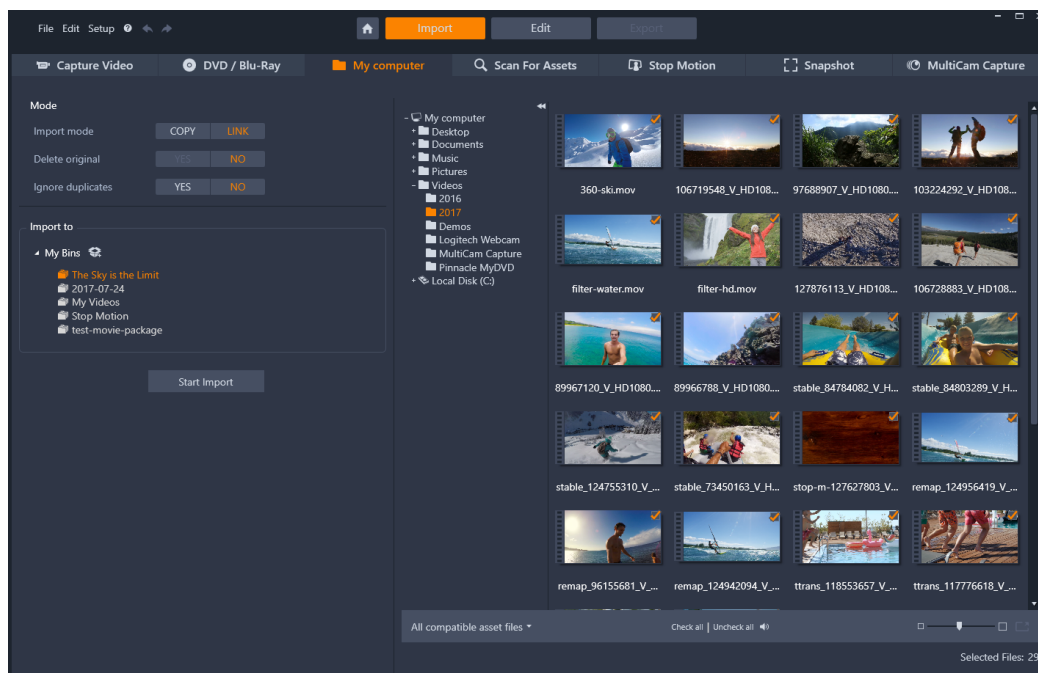 File Edit Setup
Import Edit Export
Capture Video DVD / Blu-Ray My computer Scan For Assets Stop Motion Snapshot MultiCam Capture
Mode
Import mode COPY LINK
Delete original YES NO
Ignore duplicates YES NO
Import to
My Bins
The Sky is the Limit
2017-07-24
My Videos
Stop Motion
test-movie-package
Start Import
My computer
Desktop
Documents
Music
Pictures
Videos
2016
2017
Demos
Logitech Webcam
MultiCam Capture
Pinnacle MyDVD
Local Disk (C:)
360-ski.mov 106719548_V_HD108... 97688907_V_HD1080.... 103224292_V_HD108...
filter-water.mov filter-hd.mov 127876113_V_HD108... 106728883_V_HD108...
89967120_V_HD1080.... 89966788_V_HD1080.... stable_84784082_V_H... stable_84803289_V_H...
stable_124755310_V_... stable_73450163_V_H... stop-m-127627803_V... remap_124956419_V_...
remap_96155681_V_... remap_124942094_V_... ttrans_118553657_V_... ttrans_117776618_V_...
All compatible asset files Check all | Uncheck all
Selected Files: 29